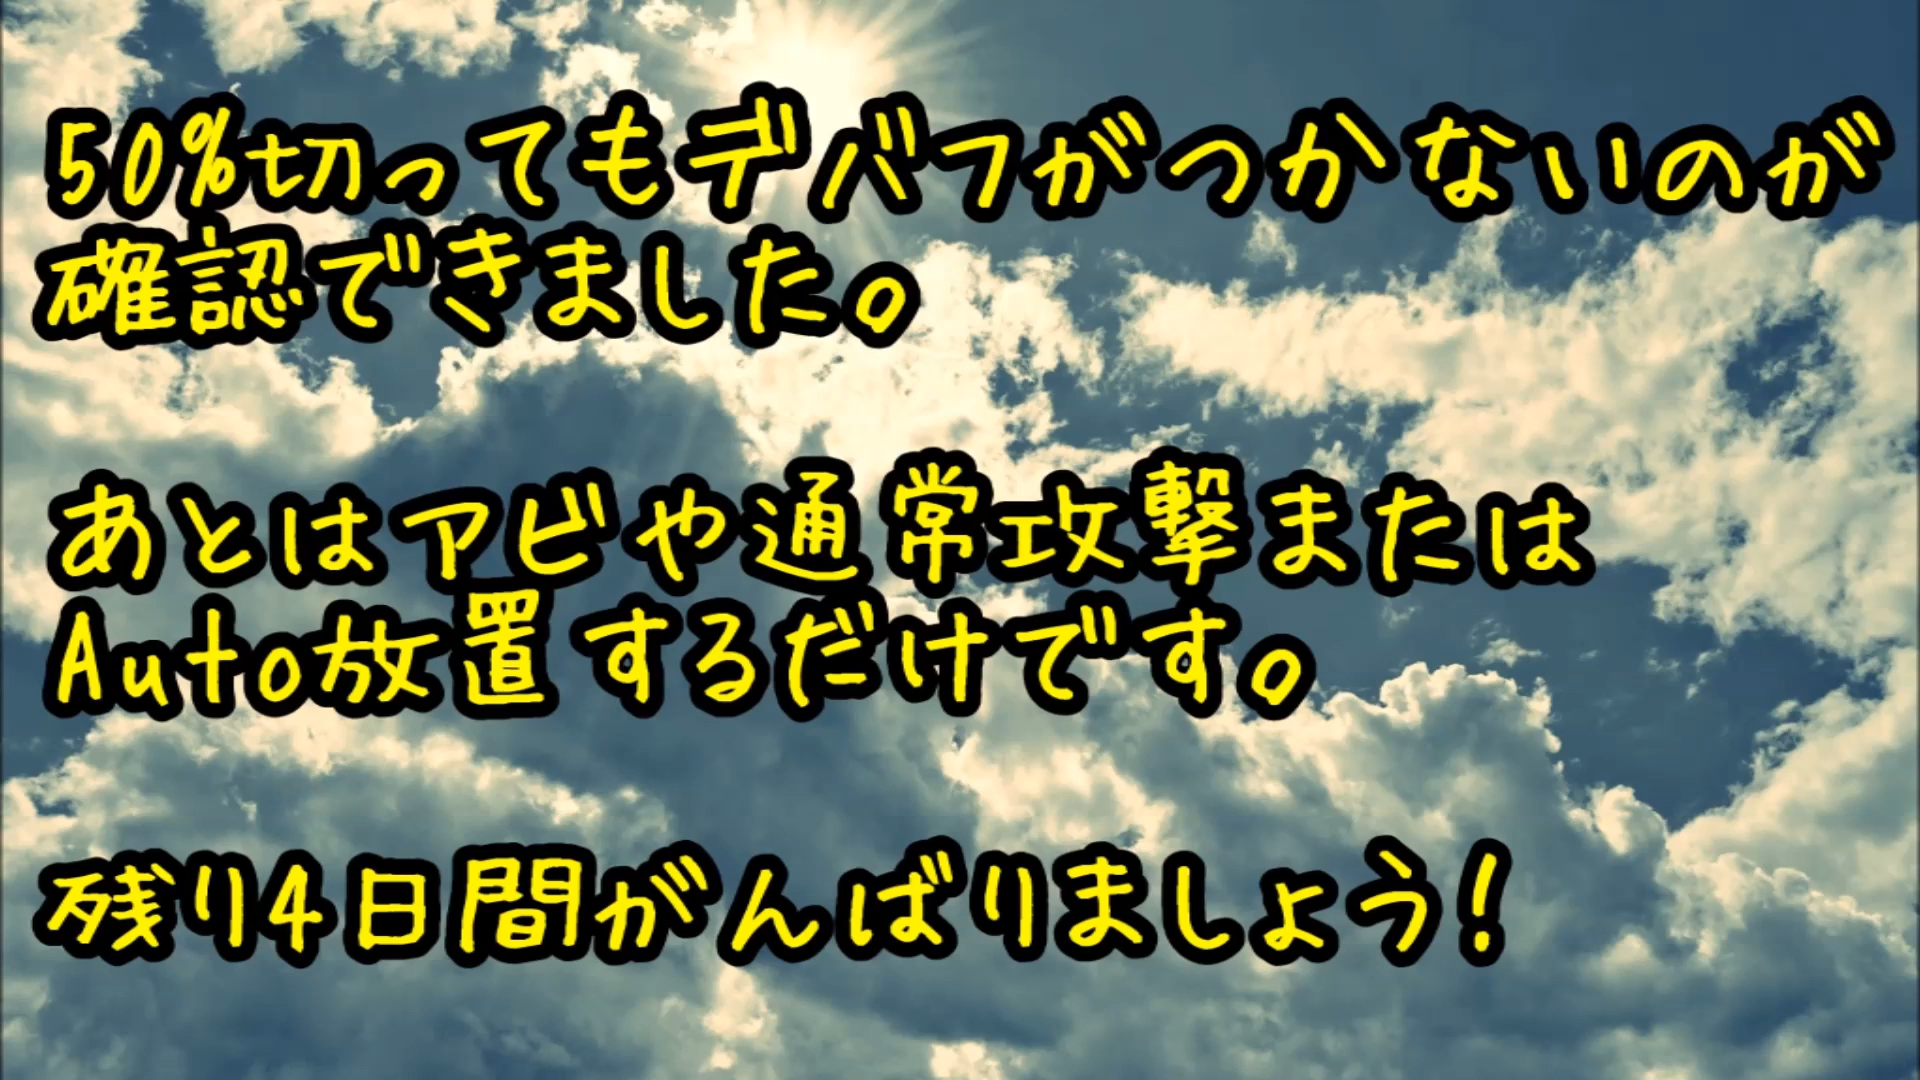 50%切ってもデバフがつかないのが
確認できました。
あとはアビや通常攻撃または
Auto放置するだけです。
残り4日間がんばりましょう!